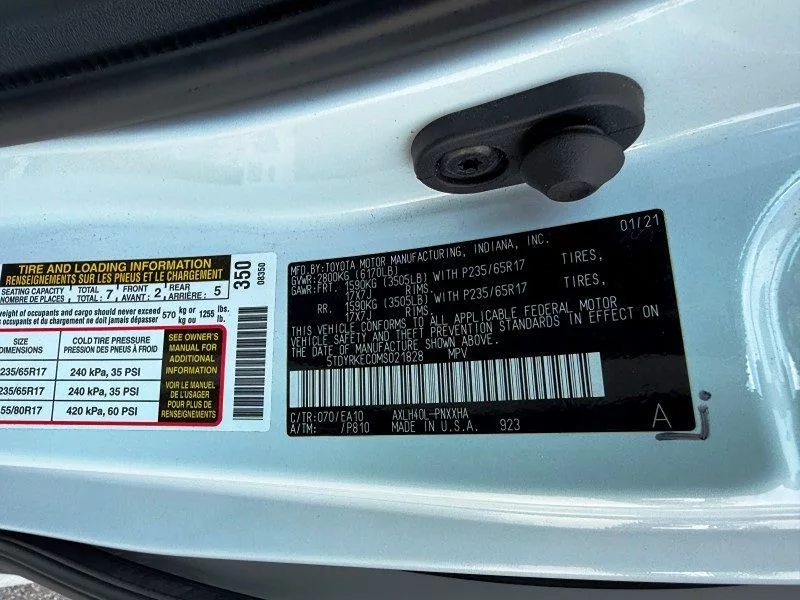 TIRE AND LOADING INFORMATION
RENSEIGNEMENTS SUR LES PNEUS ET LE CHARGEMENT
SEATING CAPACITY
NOMBRE DE PLACES
TOTAL
TOTAL: 7
FRONT
AVANT: 2
REAR
ARRIÈRE: 5
350
08350
weight of occupants and cargo should never exceed
occupants et du chargement ne doit jamais dépasser
570 kg or kg ou 1255 lbs. lb.
COLD TIRE PRESSURE
DIMENSIONS PRESSION DES PNEUS À FROID
235/65R17 240 kPa, 35 PSI
235/65R17 240 kPa, 35 PSI
55/80R17 420 kPa, 60 PSI
SEE OWNER'S
MANUAL FOR
ADDITIONAL
INFORMATION
VOIR LE MANUEL
DE L'USAGER
POUR PLUS DE
RENSEIGNEMENTS
01/21
MFD.BY:TOYOTA MOTOR MANUFACTURING, INDIANA, INC.
GVWR:2800KG (6170LB)
GAWR:FRT. 1590KG (3505LB) WITH P235/65R17 TIRES,
17X7J RIMS.
RR. 1590KG (3505LB) WITH P235/65R17 TIRES,
17X7J RIMS.
THIS VEHICLE CONFORMS TO ALL APPLICABLE FEDERAL MOTOR
VEHICLE SAFETY AND THEFT PREVENTION STANDARDS IN EFFECT ON
THE DATE OF MANUFACTURE SHOWN ABOVE.
5TDYRKEC0MS021828 MPV
C/TR:070/EA10 AXLH40L-PNXXHA
A/TM: /P810 MADE IN U.S.A. 923
A